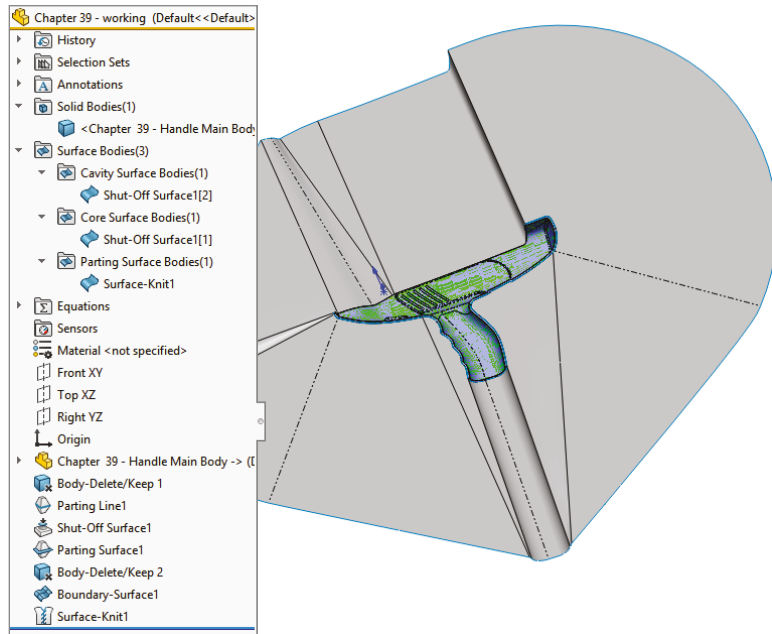 Chapter 39 - working (Default<<Default>
History
Selection Sets
Annotations
Solid Bodies(1)
<Chapter 39 - Handle Main Body
Surface Bodies(3)
Cavity Surface Bodies(1)
Shut-Off Surface1[2]
Core Surface Bodies(1)
Shut-Off Surface1[1]
Parting Surface Bodies(1)
Surface-Knit1
Equations
Sensors
Material <not specified>
Front XY
Top XZ
Right YZ
Origin
Chapter 39 - Handle Main Body -> (D
Body-Delete/Keep 1
Parting Line1
Shut-Off Surface1
Parting Surface1
Body-Delete/Keep 2
Boundary-Surface1
Surface-Knit1